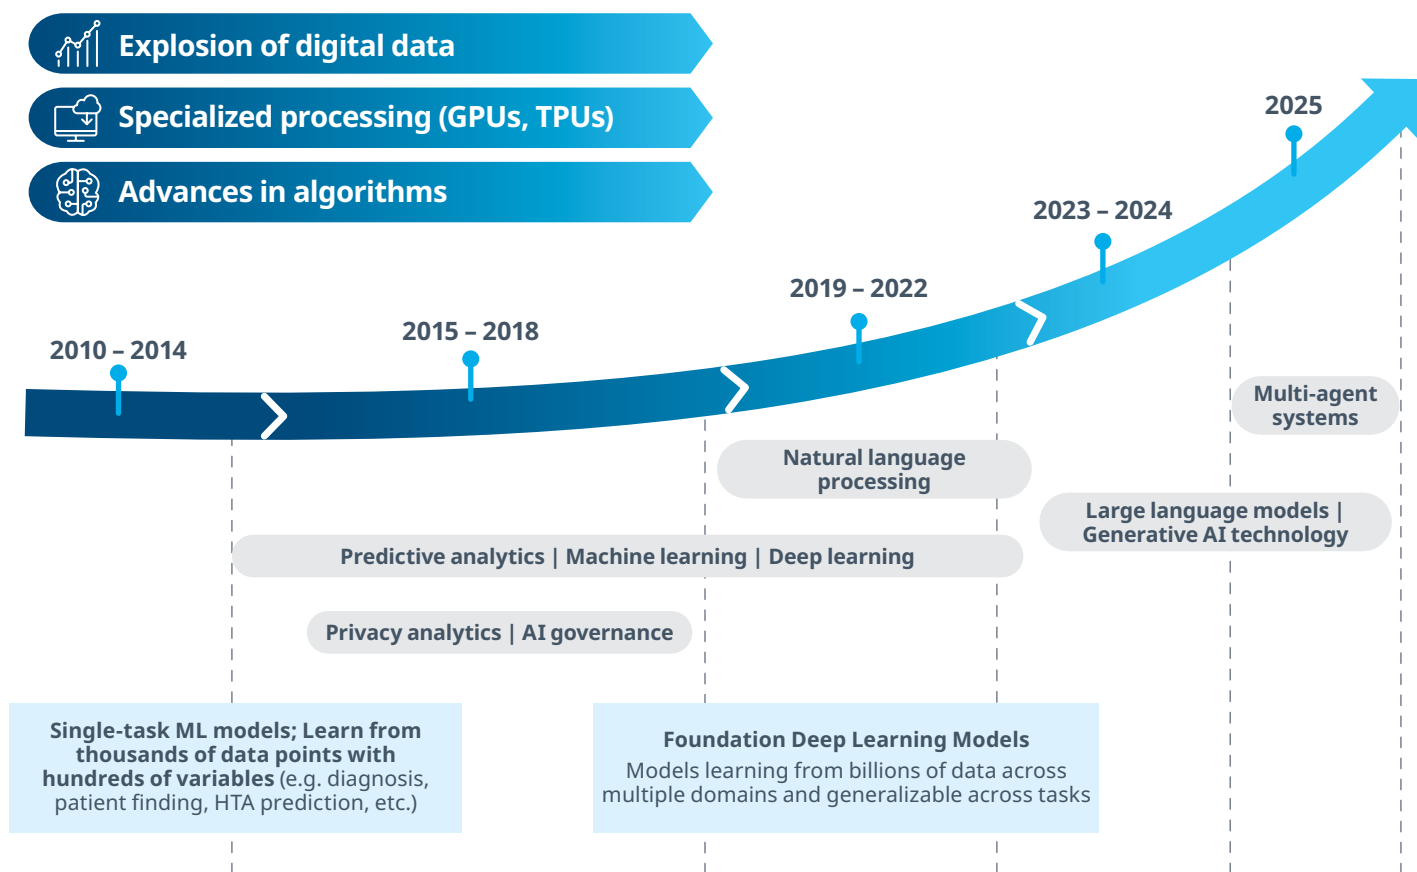 Explosion of digital data
Specialized processing (GPUs, TPUs)
Advances in algorithms
2010 – 2014
2015 – 2018
2019 – 2022
2023 – 2024
2025
Multi-agent
systems
Natural language
processing
Large language models |
Generative AI technology
Predictive analytics | Machine learning | Deep learning
Privacy analytics | AI governance
Single-task ML models; Learn from
thousands of data points with
hundreds of variables (e.g. diagnosis,
patient finding, HTA prediction, etc.)
Foundation Deep Learning Models
Models learning from billions of data across
multiple domains and generalizable across tasks